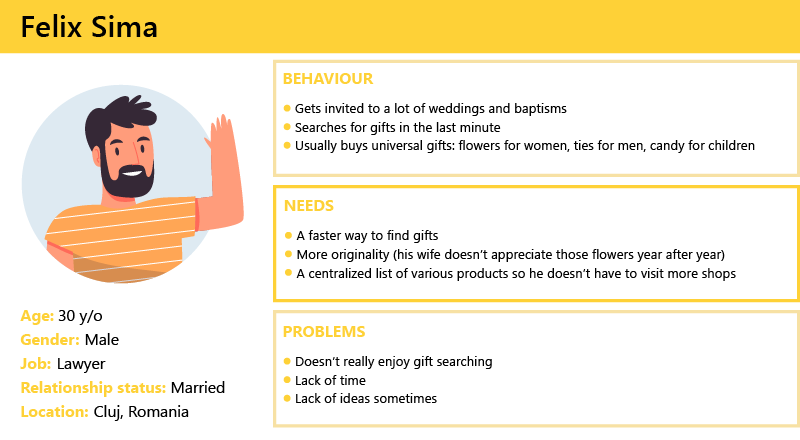 Felix Sima
Age: 30 y/o
Gender: Male
Job: Lawyer
Relationship status: Married
Location: Cluj, Romania
BEHAVIOUR
Gets invited to a lot of weddings and baptisms
Searches for gifts in the last minute
Usually buys universal gifts: flowers for women, ties for men, candy for children
NEEDS
A faster way to find gifts
More originality (his wife doesn’t appreciate those flowers year after year)
A centralized list of various products so he doesn’t have to visit more shops
PROBLEMS
Doesn’t really enjoy gift searching
Lack of time
Lack of ideas sometimes